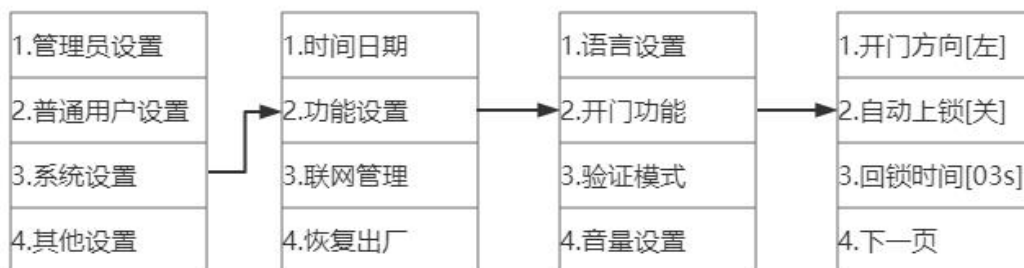 1.管理员设置
2.普通用户设置
3.系统设置
4.其他设置
1.时间日期
2.功能设置
3.联网管理
4.恢复出厂
1.语言设置
2.开门功能
3.验证模式
4.音量设置
1.开门方向[左]
2.自动上锁[关]
3.回锁时间[03s]
4.下一页